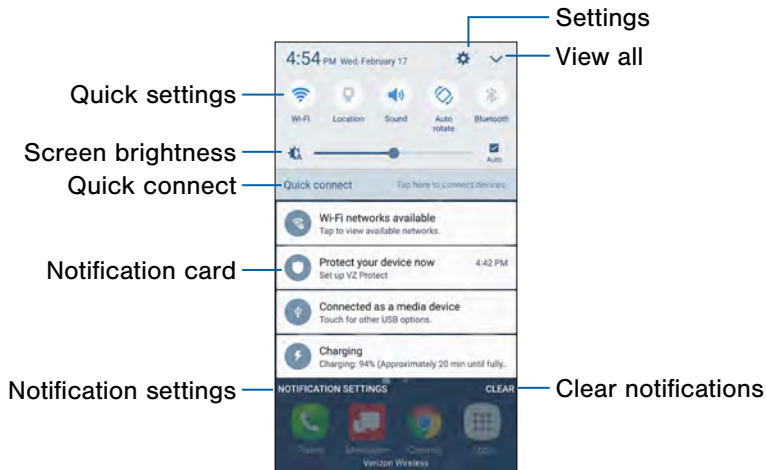 Settings
4:54 PM Wed, February 17
View all
Quick settings
Wi-Fi Location Sound Auto rotate Bluetooth
Screen brightness
Auto
Quick connect
Quick connect Tap here to connect devices.
Wi-Fi networks available
Tap to view available networks.
Notification card
Protect your device now 4:42 PM
Set up VZ Protect
Connected as a media device
Touch for other USB options.
Charging
Charging: 94% (Approximately 20 min until fully..
Notification settings
NOTIFICATION SETTINGS CLEAR
Clear notifications
Phone Apps
Verizon Wireless